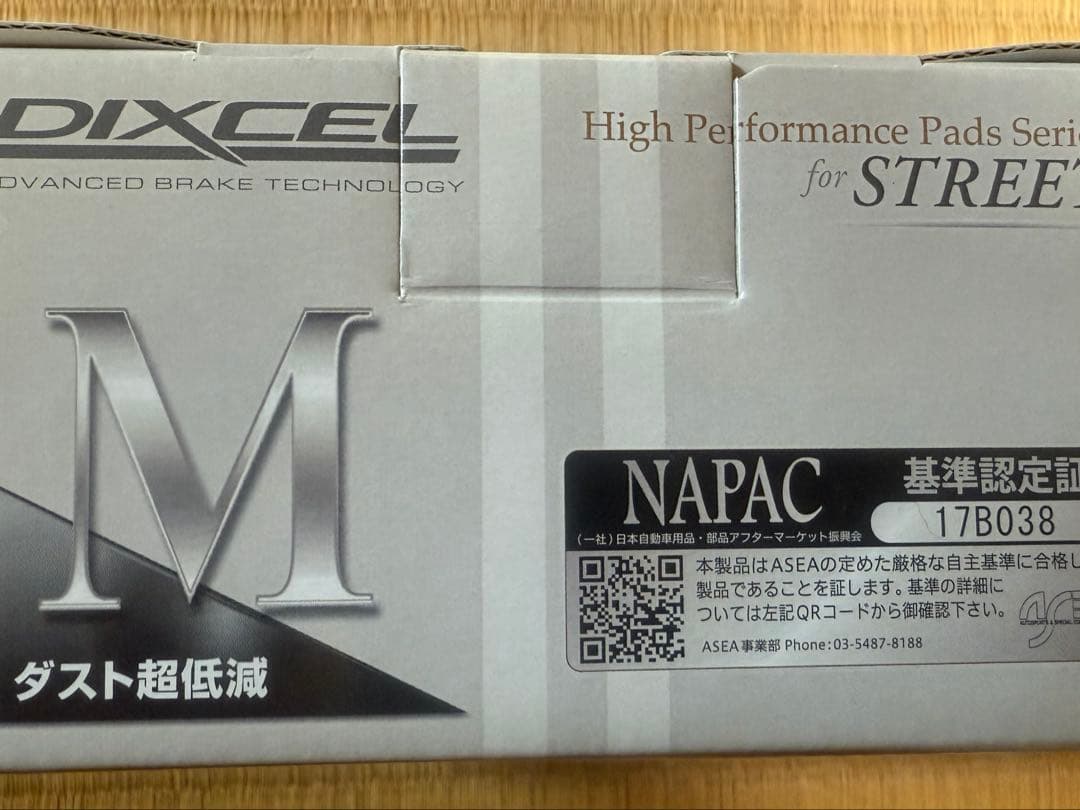 DIXCEL
ADVANCED BRAKE TECHNOLOGY
High Performance Pads Serie
for STREET
M
ダスト超低減
NAPAC
基準認定証
17B038
(一社)日本自動車用品・部品アフターマーケット振興会
本製品はASEAの定めた厳格な自主基準に合格し
製品であることを証します。基準の詳細に
ついては左記QRコードから御確認下さい。
ASEA事業部 Phone:03-5487-8188